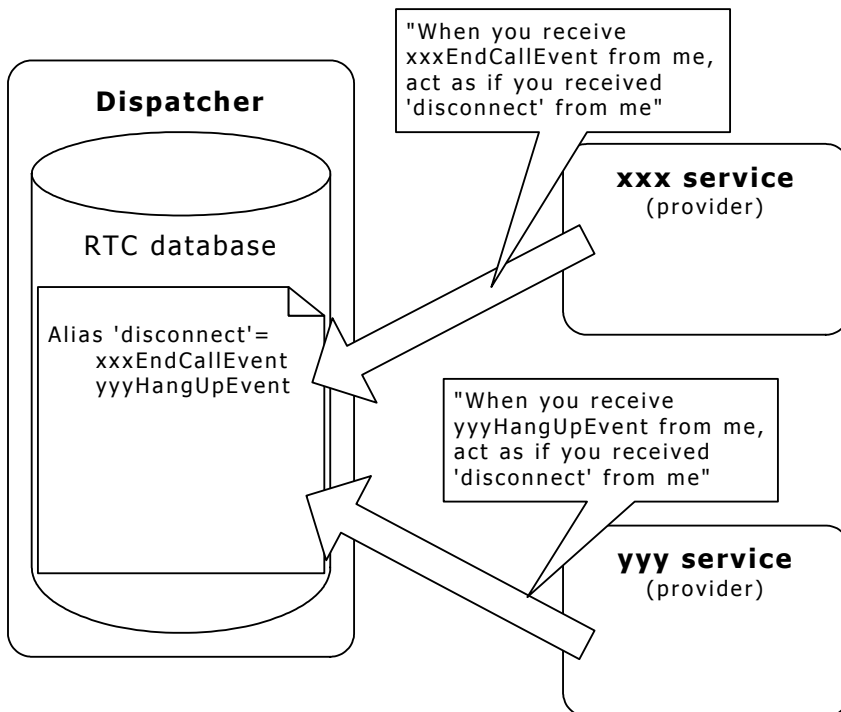 "When you receive
xxxEndCallEvent from me,
act as if you received
'disconnect' from me"
Dispatcher
xxx service
(provider)
RTC database
Alias 'disconnect'=
xxxEndCallEvent
yyyHangUpEvent
"When you receive
yyyHangUpEvent from me,
act as if you received
'disconnect' from me"
yyy service
(provider)